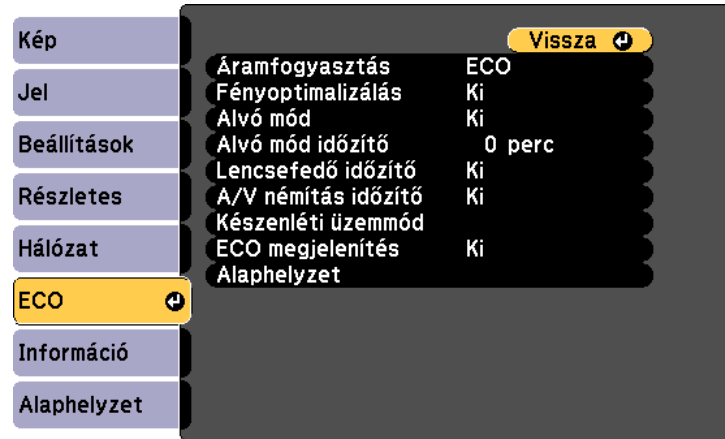 Kép
Jel
Beállítások
Részletes
Hálózat
ECO
Információ
Alaphelyzet
Vissza
Áramfogyasztás ECO
Fényoptimalizálás Ki
Alvó mód Ki
Alvó mód időzítő 0 perc
Lencsefedő időzítő Ki
A/V némítás időzítő Ki
Készenléti üzemmód
ECO megjelenítés Ki
Alaphelyzet